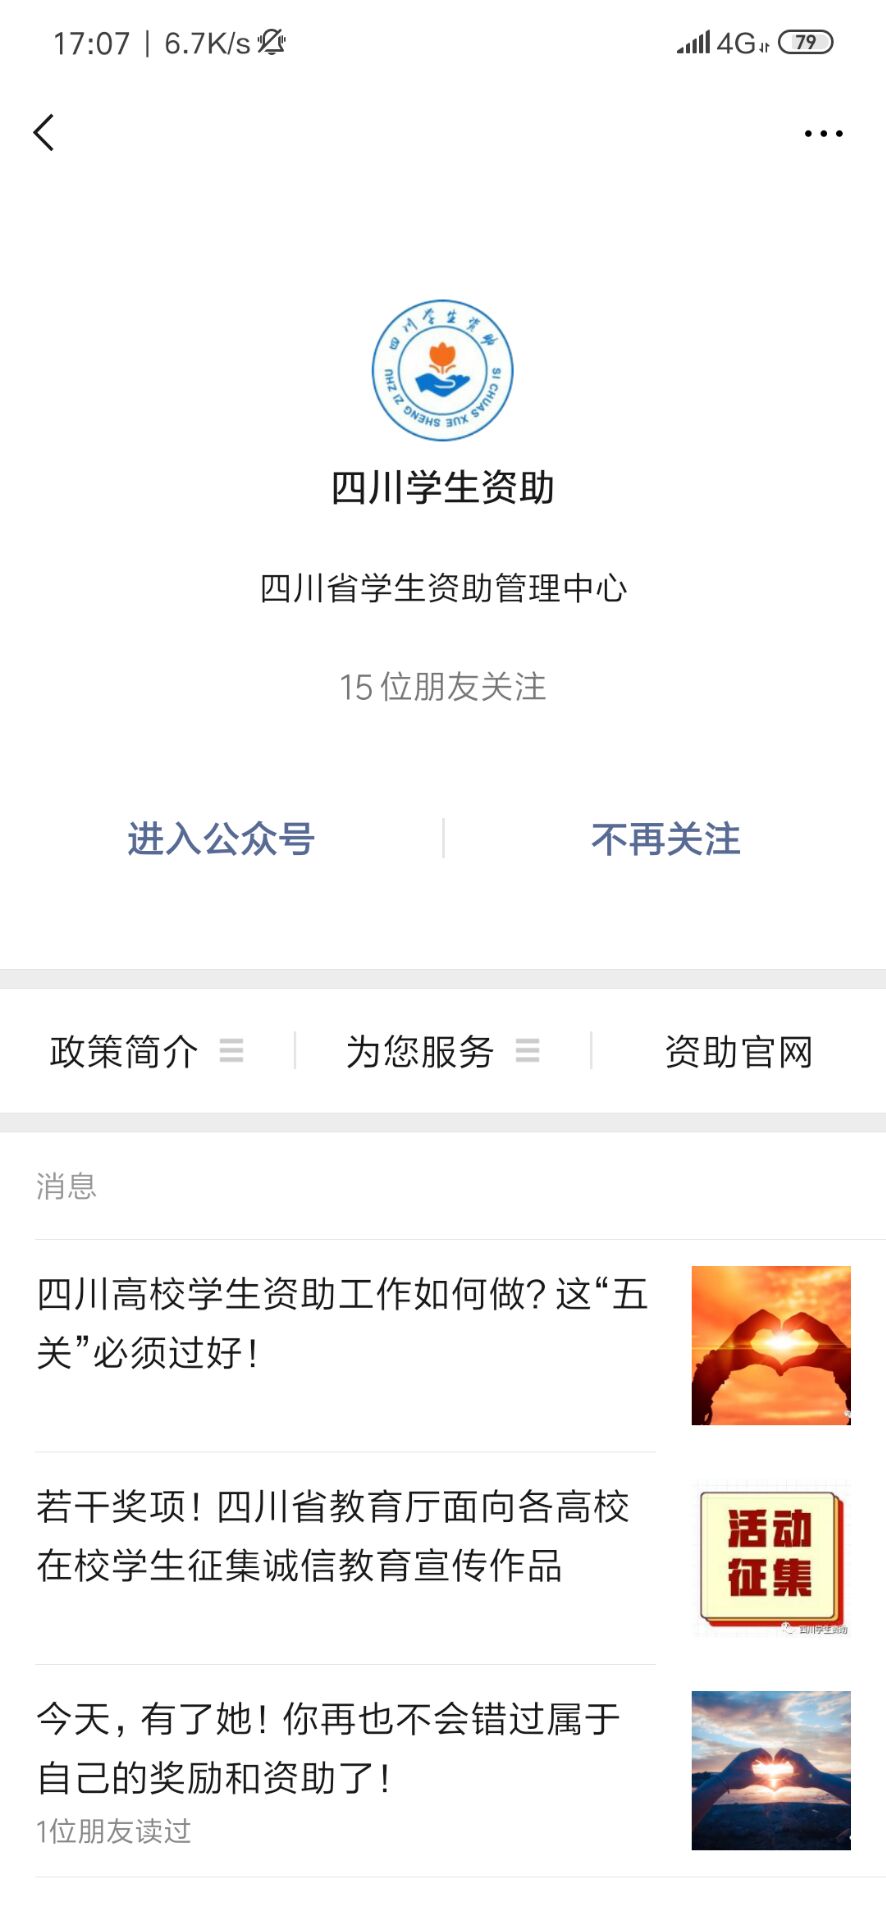 17:07 | 6.7K/s
4G
79
四川学生资助
SI CHUAS XUE SHENG ZI ZHU
四川学生资助
四川省学生资助管理中心
15位朋友关注
进入公众号
不再关注
政策简介
为您服务
资助官网
消息
四川高校学生资助工作如何做?这“五
关”必须过好!
若干奖项!四川省教育厅面向各高校
在校学生征集诚信教育宣传作品
活动
征集
四川学生资助
今天,有了她!你再也不会错过属于
自己的奖励和资助了!
1位朋友读过